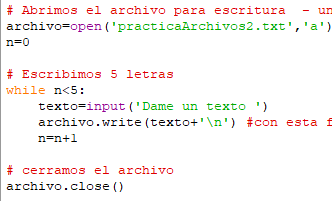 # Abrimos el archivo para escritura - un
archivo=open('practicaArchivos2.txt','a')
n=0
# Escribimos 5 letras
while n<5:
texto=input('Dame un texto ')
archivo.write(texto+'\n') #con esta f
n=n+1
# cerramos el archivo
archivo.close()